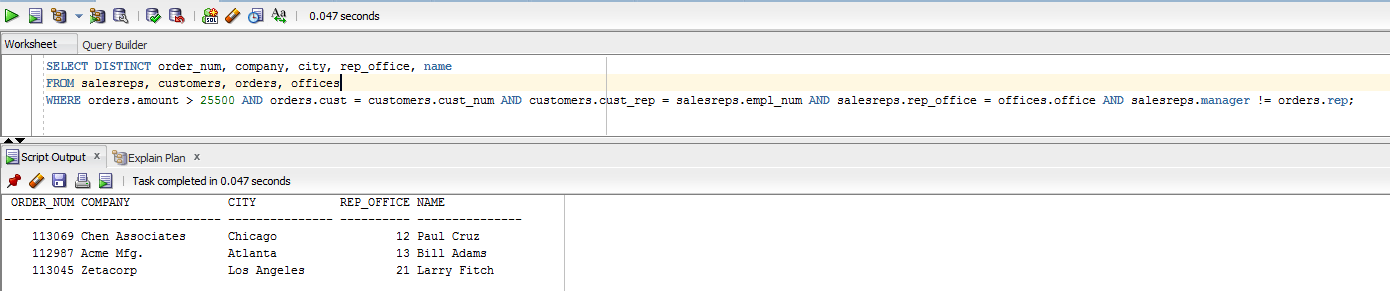 0.047 seconds
Worksheet Query Builder
SELECT DISTINCT order_num, company, city, rep_office, name
FROM salesreps, customers, orders, offices
WHERE orders.amount > 25500 AND orders.cust = customers.cust_num AND customers.cust_rep = salesreps.empl_num AND salesreps.rep_office = offices.office AND salesreps.manager != orders.rep;
Script Output x Explain Plan x
Task completed in 0.047 seconds
ORDER_NUM COMPANY CITY REP_OFFICE NAME
---------- -------------------- --------------- ---------- ---------------
113069 Chen Associates Chicago 12 Paul Cruz
112987 Acme Mfg. Atlanta 13 Bill Adams
113045 Zetacorp Los Angeles 21 Larry Fitch